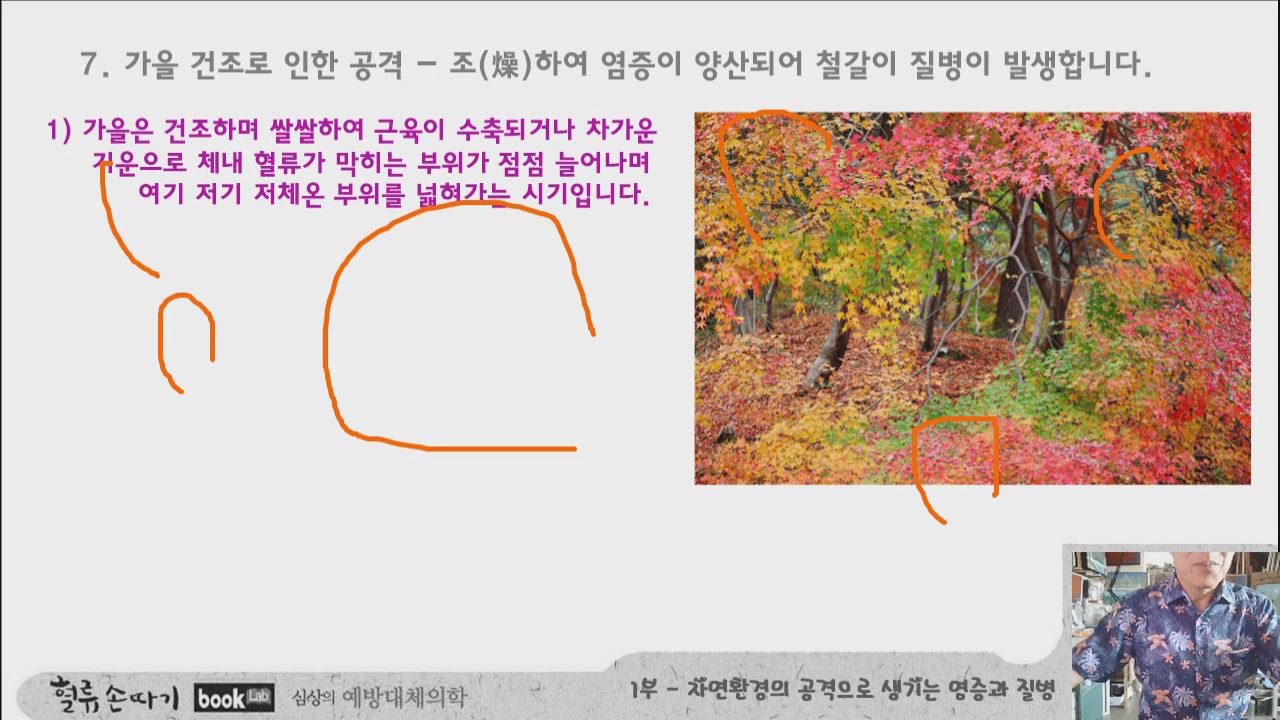 7. 가을 건조로 인한 공격 – 조(燥)하여 염증이 양산되어 철갈이 질병이 발생합니다.
1) 가을은 건조하며 쌀쌀하여 근육이 수축되거나 차가운
기운으로 체내 혈류가 막히는 부위가 점점 늘어나며
여기 저기 저체온 부위를 넓혀가는 시기입니다.
혈류 손따기 book Lab 심상의 예방대체의학
1부 – 자연환경의 공격으로 생기는 염증과 질병